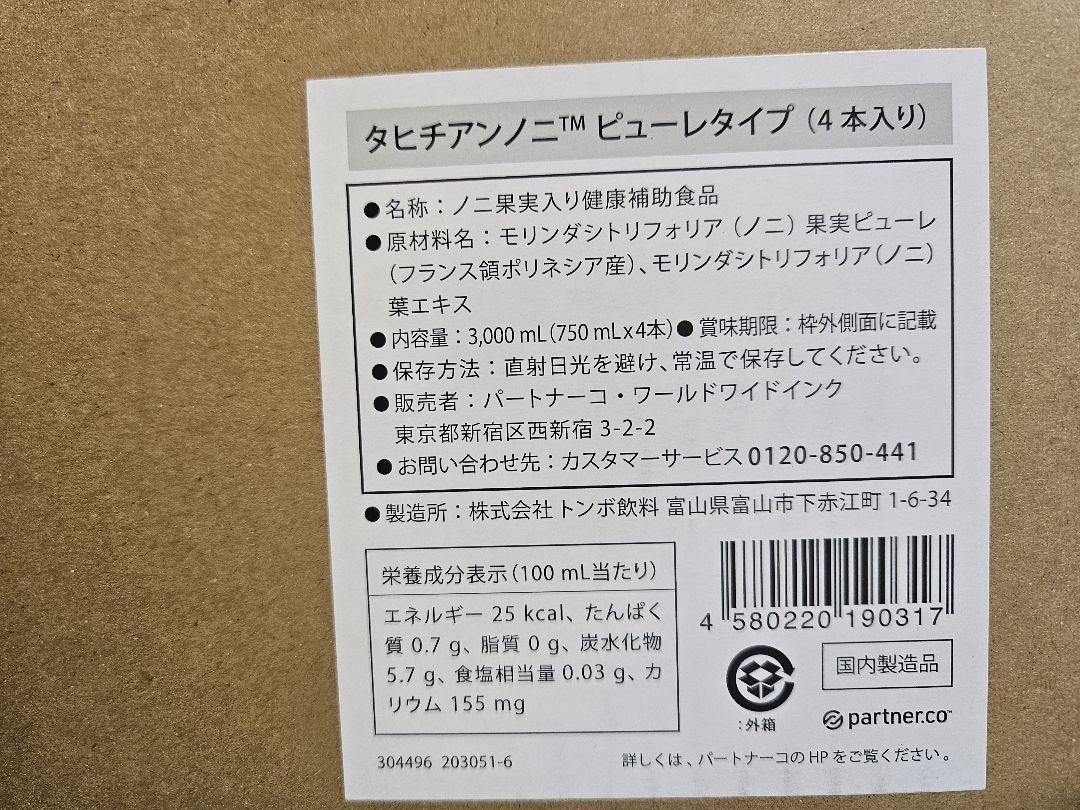 タヒチアンノニ™ ピューレタイプ（4本入り）
●名称：ノニ果実入り健康補助食品
●原材料名：モリンダシトリフォリア（ノニ）果実ピューレ
（フランス領ポリネシア産）、モリンダシトリフォリア（ノニ）
葉エキス
●内容量：3,000 mL（750 mLx4本）●賞味期限：枠外側面に記載
●保存方法：直射日光を避け、常温で保存してください。
●販売者：パートナーコ・ワールドワイドインク
東京都新宿区西新宿 3-2-2
●お問い合わせ先：カスタマーサービス 0120-850-441
●製造所：株式会社トンボ飲料 富山県富山市下赤江町 1-6-34
栄養成分表示（100 mL当たり）
エネルギー 25 kcal、たんぱく
質 0.7 g、脂質 0 g、炭水化物
5.7 g、食塩相当量 0.03 g、カ
リウム 155 mg
4 580220 190317
：外箱
国内製造品
partner.co™
304496 203051-6
詳しくは、パートナーコのHPをご覧ください。